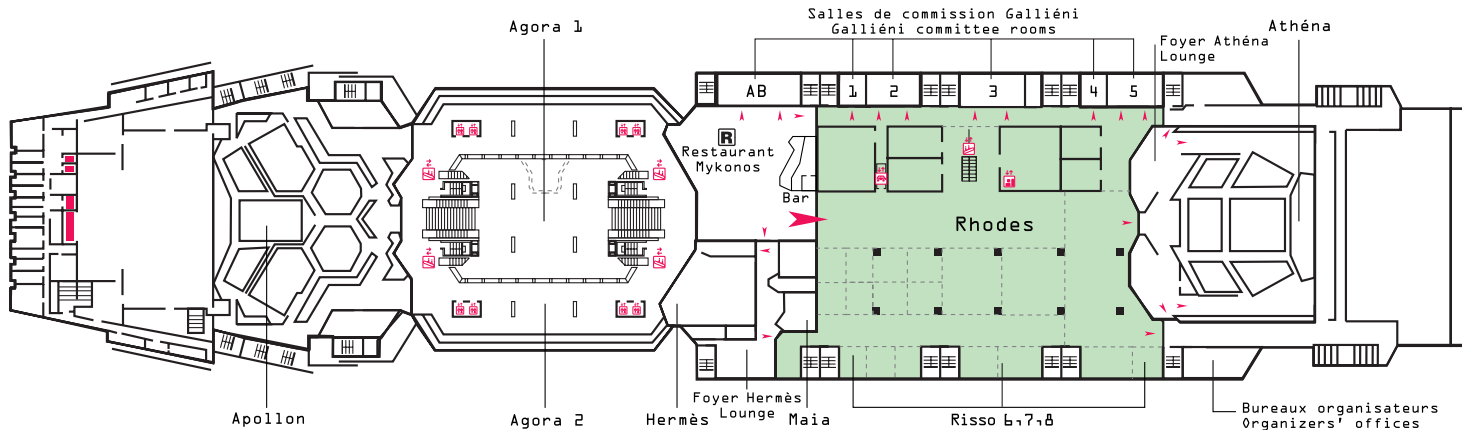 Agora 1
Salles de commission Galliéni
Galliéni committee rooms
Foyer Athéna
Lounge
Athéna
AB
1
2
3
4
5
R
Restaurant
Mykonos
Bar
Rhodes
Apollon
Agora 2
Hermès
Foyer Hermès
Lounge
Maia
Risso 6,7,8
Bureaux organisateurs
Organizers' offices